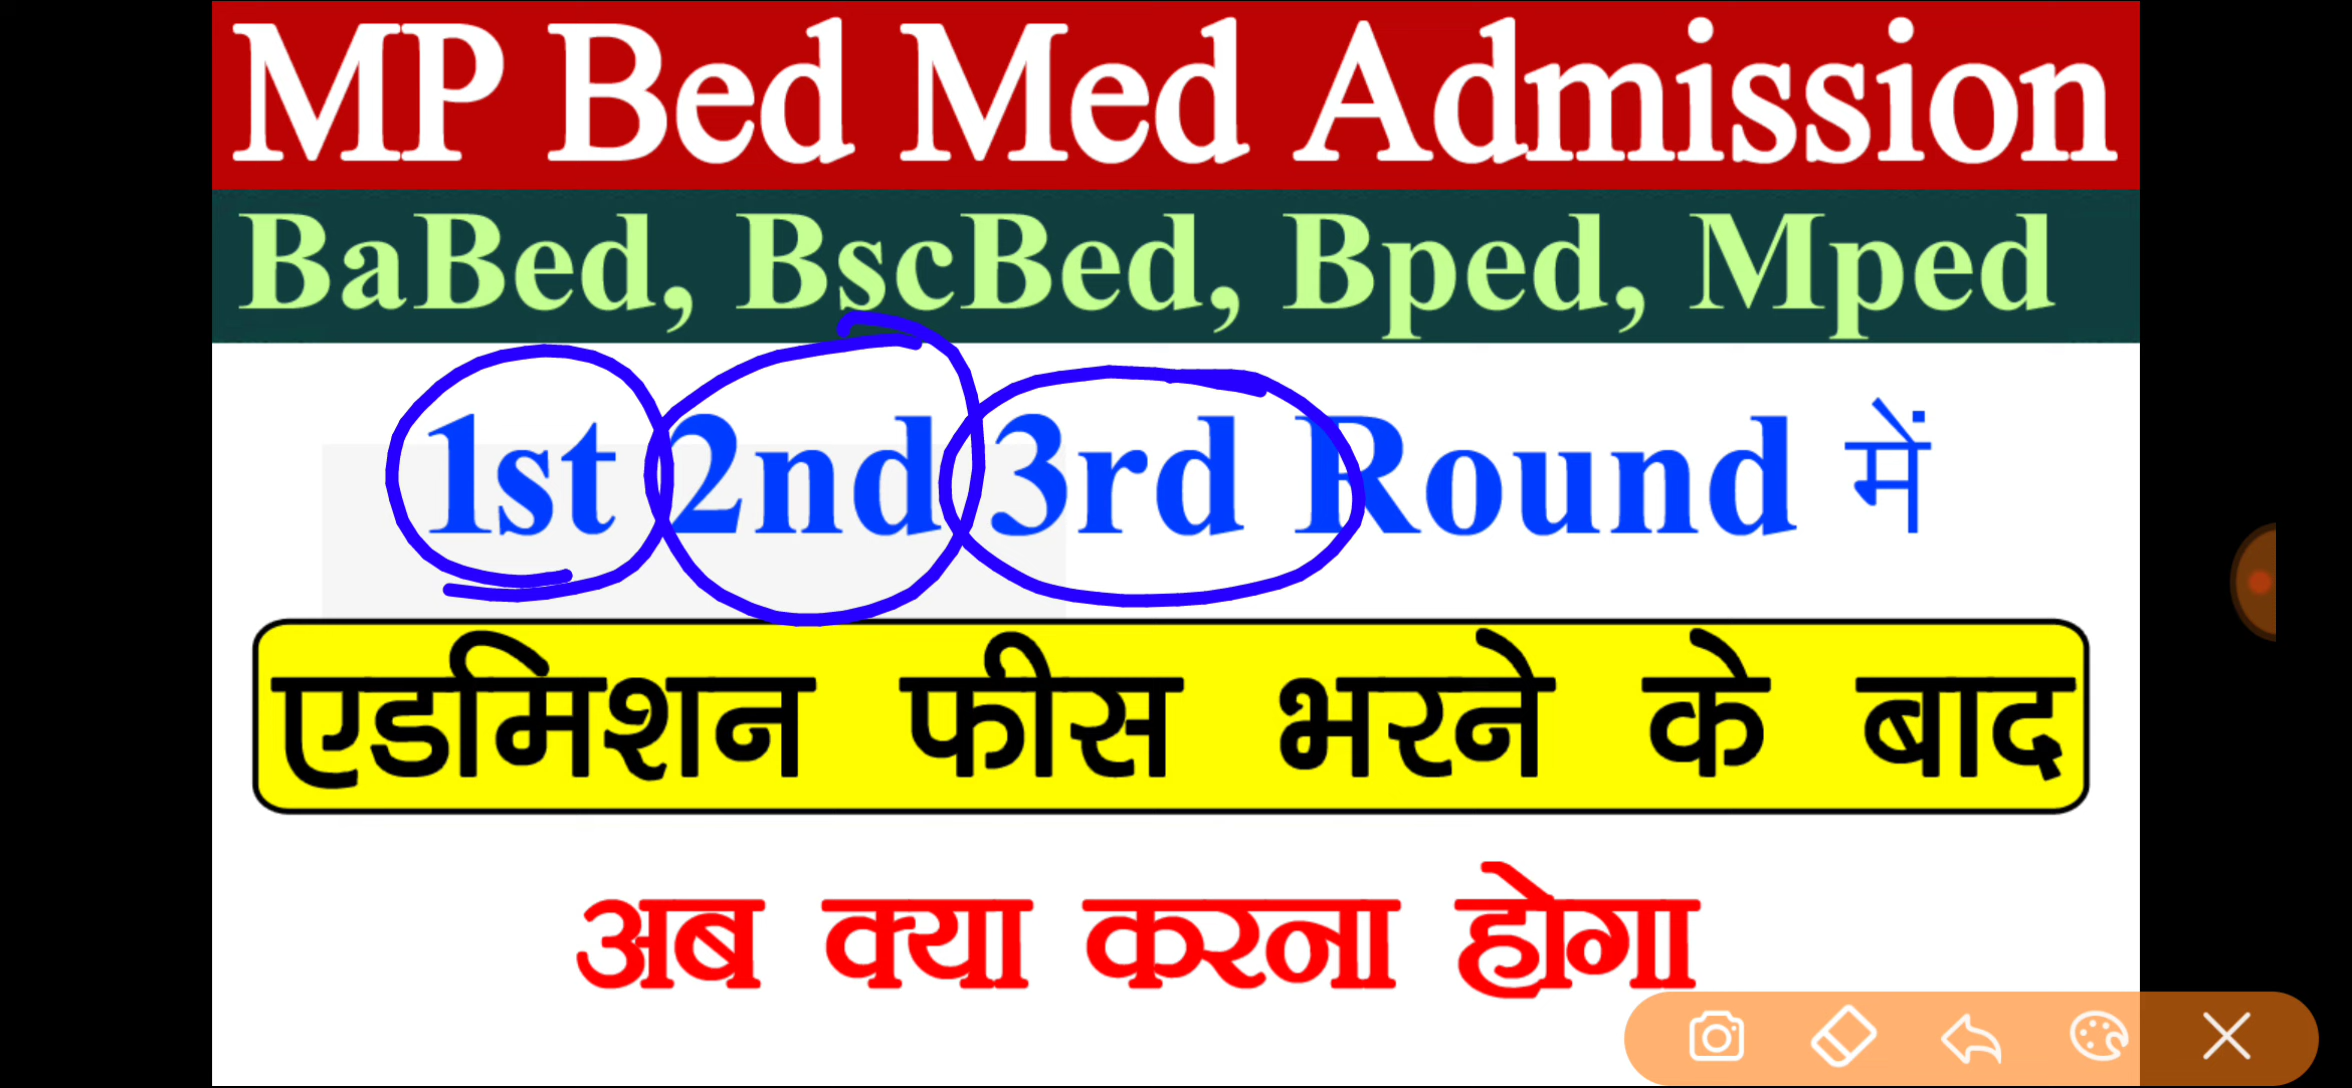 MP Bed Med Admission
BaBed, BscBed, Bped, Mped
1st 2nd 3rd Round में
एडमिशन फीस भरने के बाद
अब क्या करना होगा